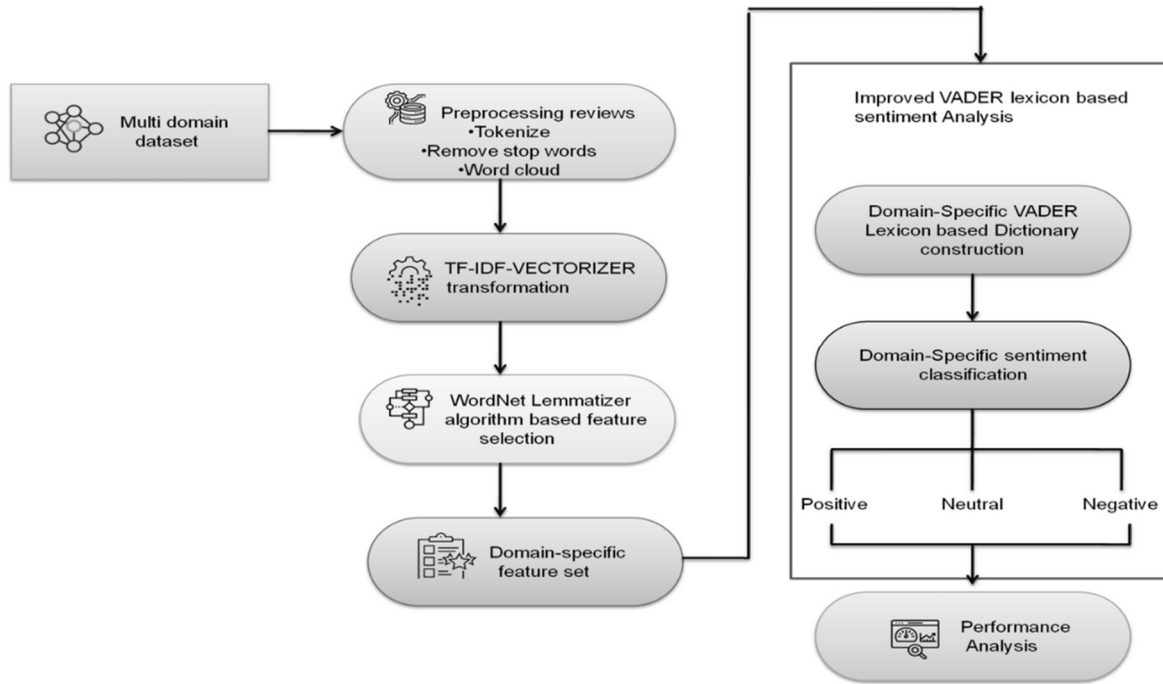 Multi domain
dataset
Preprocessing reviews
•Tokenize
•Remove stop words
•Word cloud
TF-IDF-VECTORIZER
transformation
WordNet Lemmatizer
algorithm based feature
selection
Domain-specific
feature set
Improved VADER lexicon based
sentiment Analysis
Domain-Specific VADER
Lexicon based Dictionary
construction
Domain-Specific sentiment
classification
Positive
Neutral
Negative
Performance
Analysis